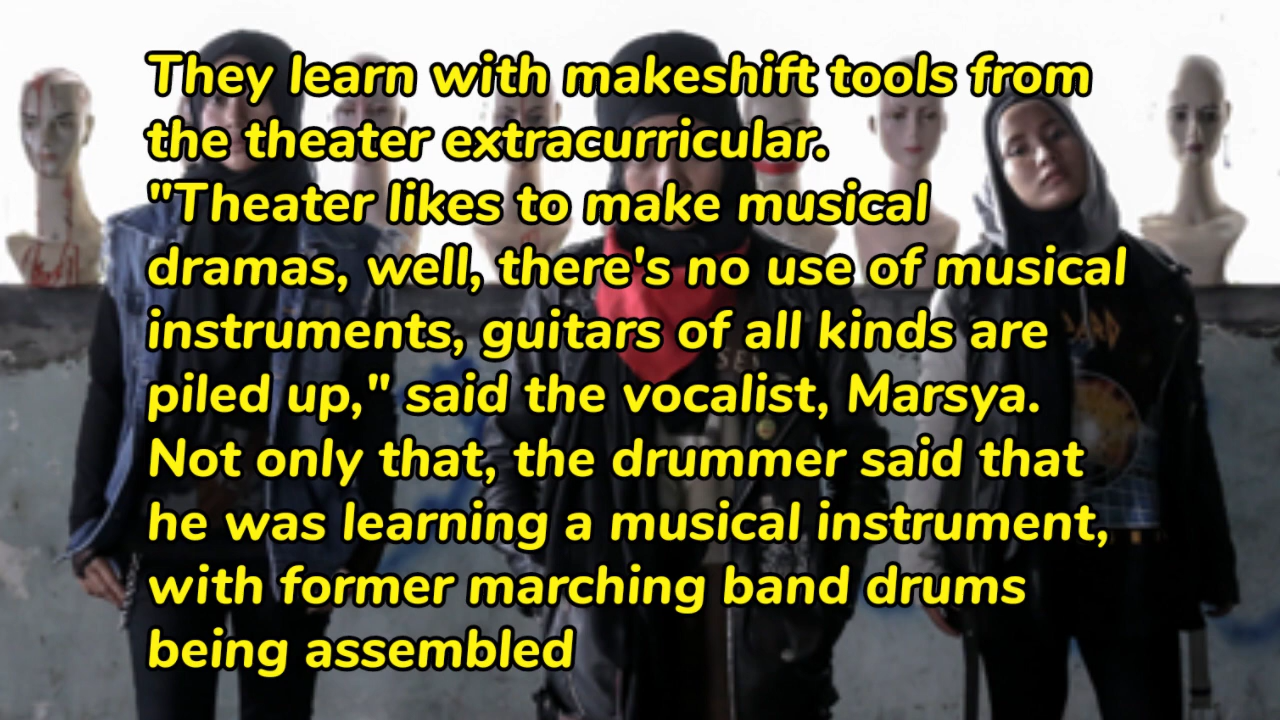 They learn with makeshift tools from
the theater extracurricular.
"Theater likes to make musical
dramas, well, there's no use of musical
instruments, guitars of all kinds are
piled up," said the vocalist, Marsya.
Not only that, the drummer said that
he was learning a musical instrument,
with former marching band drums
being assembled